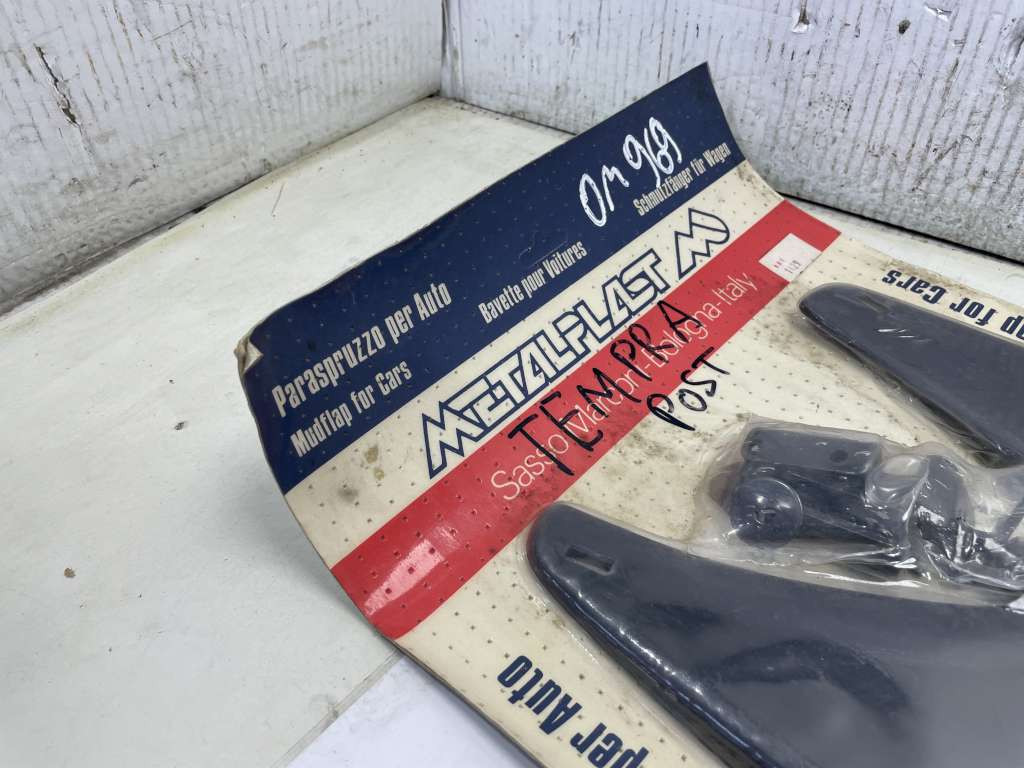 Paraspruzzo per Auto
Mudflap for Cars
Bavette pour Voitures
Schmutzfänger für Wagen
OM 969
METALPLAST
Sasso Marconi-Bologna-Italy
TEMPRA
POST
p for Cars
per Auto